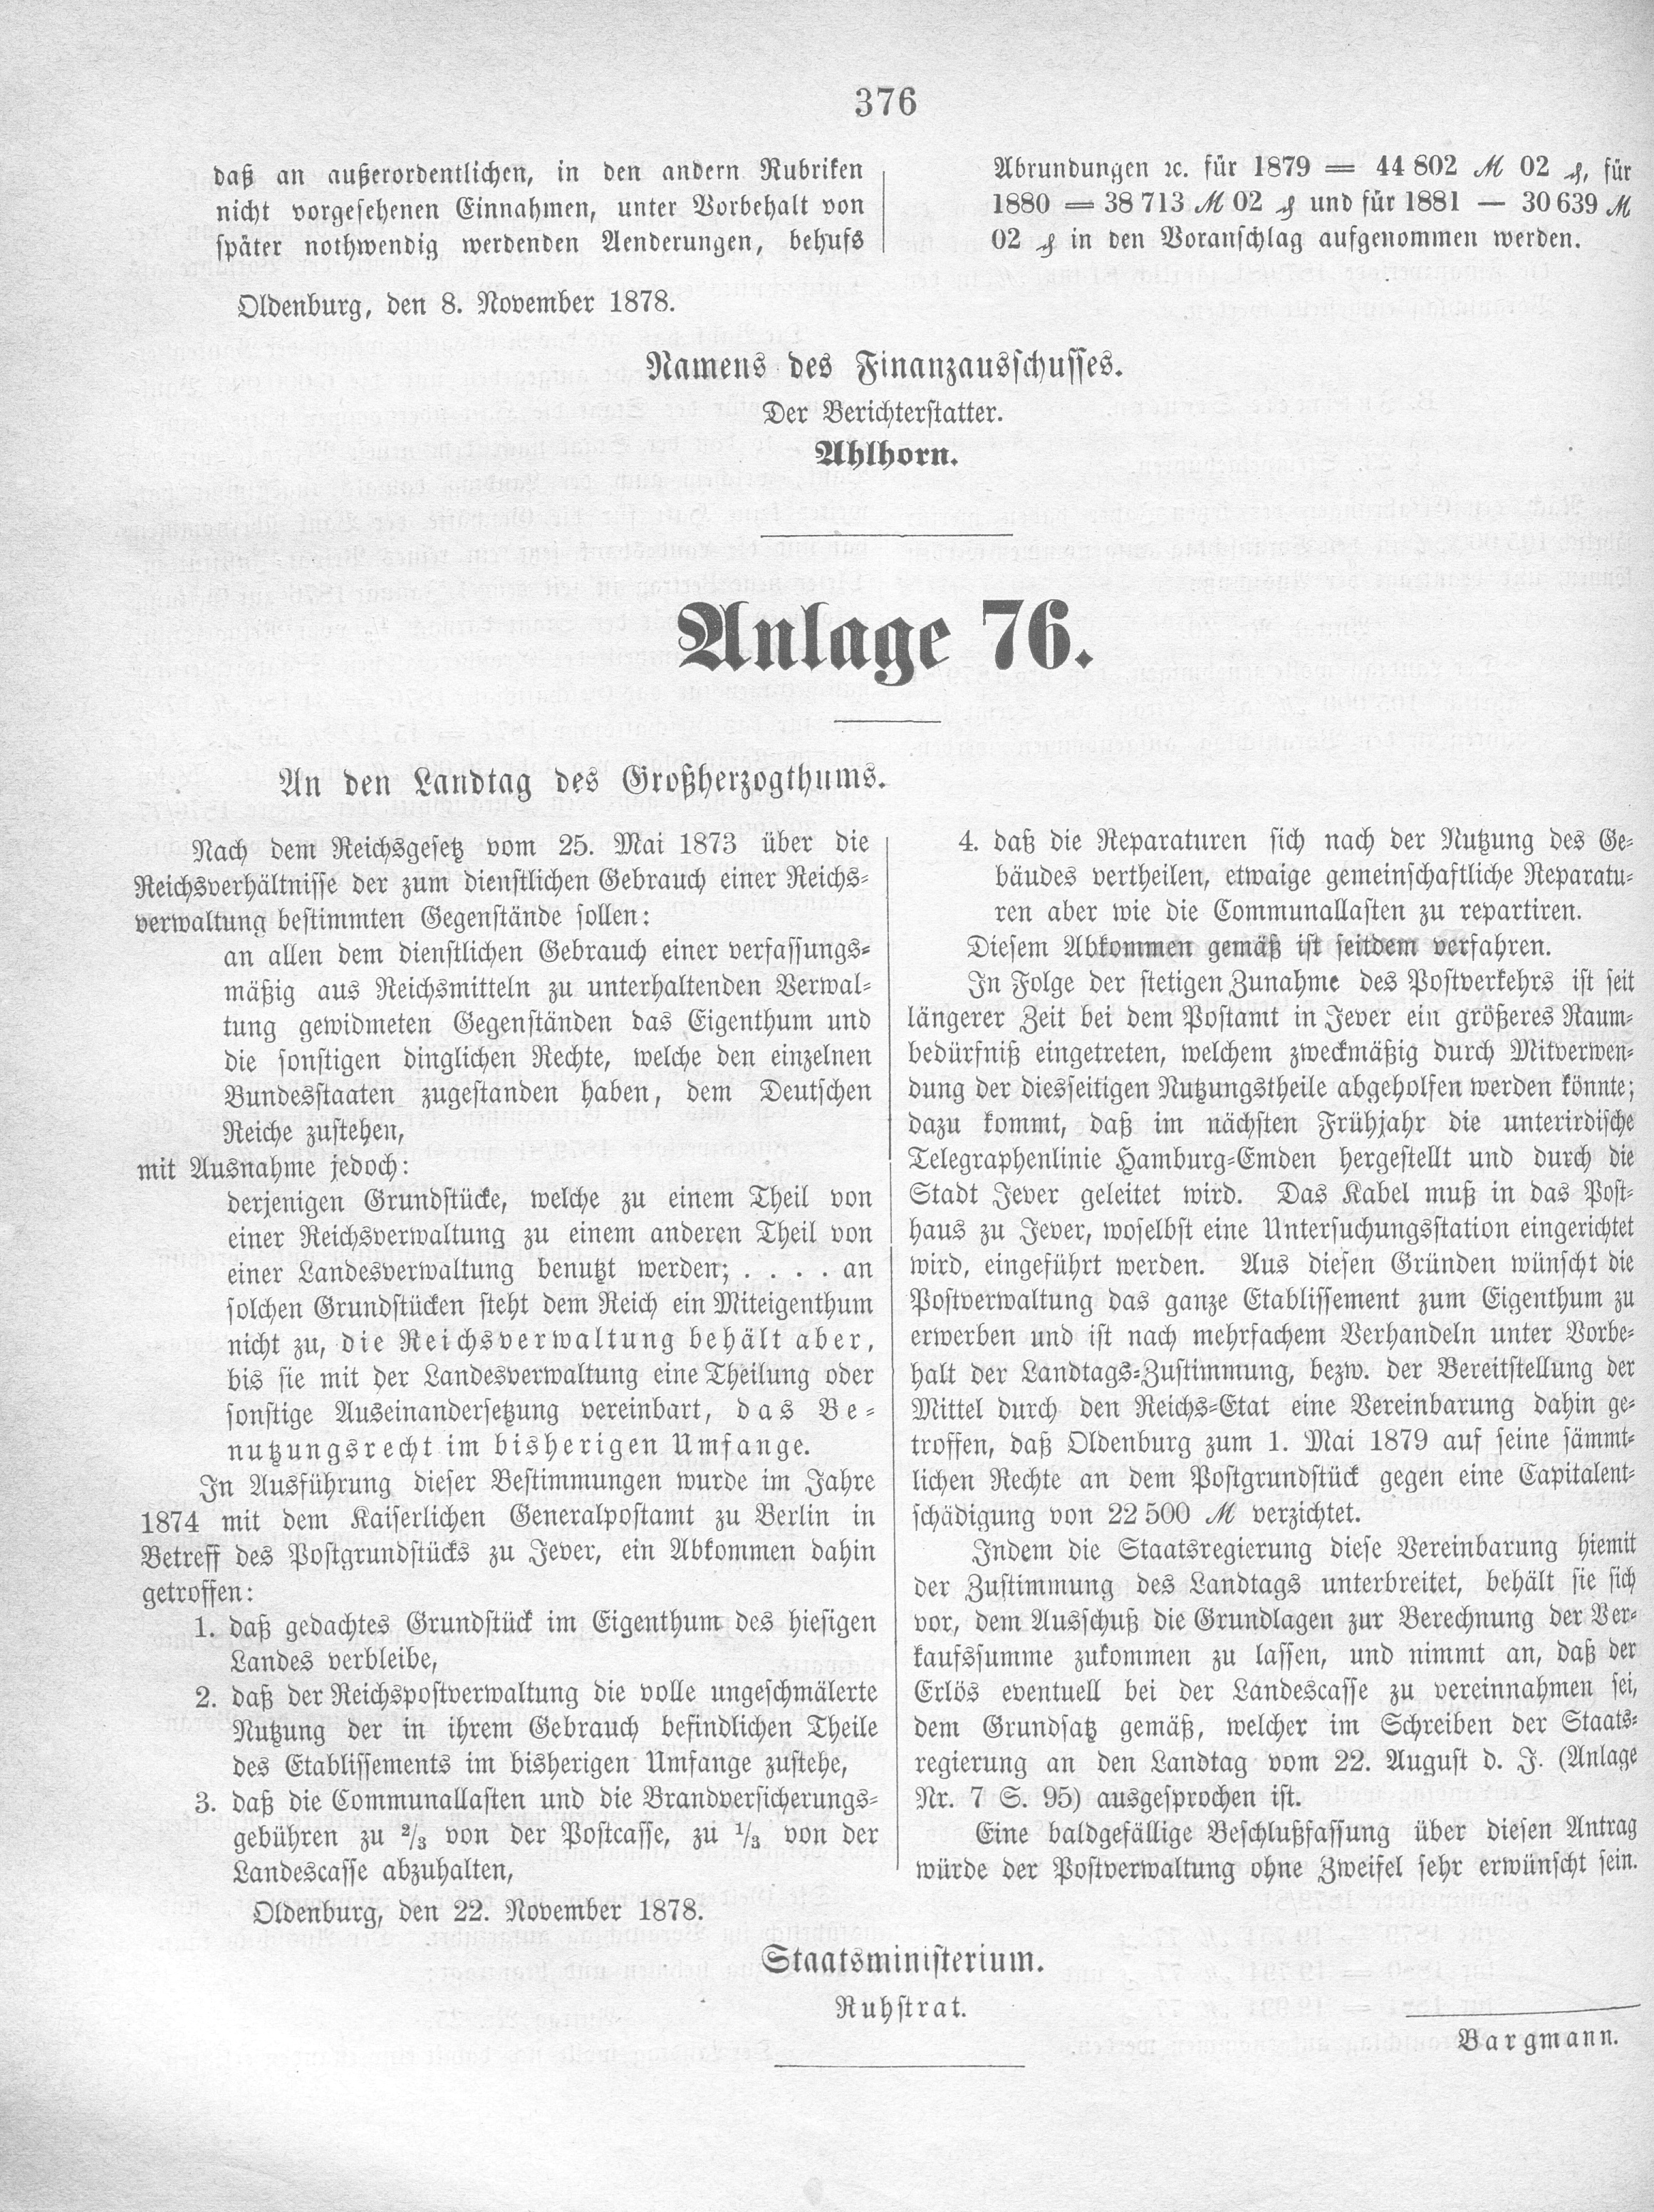 376
daß an außerordentlichen, in den andern Rubriken
nicht vorgesehenen Einnahmen, unter Vorbehalt von
später nothwendig werdenden Aenderungen, behufs
Abrundungen ꝛc. für 1879 = 44 802 ℳ 02 ₰, für
1880 = 38 713 ℳ 02 ₰ und für 1881 — 30 639 ℳ
02 ₰ in den Voranschlag aufgenommen werden.
Oldenburg, den 8. November 1878.
Namens des Finanzausschusses.
Der Berichterstatter.
Ahlhorn.
Anlage 76.
An den Landtag des Großherzogthums.
Nach dem Reichsgesetz vom 25. Mai 1873 über die
Reichsverhältnisse der zum dienstlichen Gebrauch einer Reichs-
verwaltung bestimmten Gegenstände sollen:
an allen dem dienstlichen Gebrauch einer verfassungs-
mäßig aus Reichsmitteln zu unterhaltenden Verwal-
tung gewidmeten Gegenständen das Eigenthum und
die sonstigen dinglichen Rechte, welche den einzelnen
Bundesstaaten zugestanden haben, dem Deutschen
Reiche zustehen,
mit Ausnahme jedoch:
derjenigen Grundstücke, welche zu einem Theil von
einer Reichsverwaltung zu einem anderen Theil von
einer Landesverwaltung benutzt werden; . . . . an
solchen Grundstücken steht dem Reich ein Miteigenthum
nicht zu, die Reichsverwaltung behält aber,
bis sie mit der Landesverwaltung eine Theilung oder
sonstige Auseinandersetzung vereinbart, das Be-
nutzungsrecht im bisherigen Umfange.
In Ausführung dieser Bestimmungen wurde im Jahre
1874 mit dem Kaiserlichen Generalpostamt zu Berlin in
Betreff des Postgrundstücks zu Jever, ein Abkommen dahin
getroffen:
1. daß gedachtes Grundstück im Eigenthum des hiesigen
Landes verbleibe,
2. daß der Reichspostverwaltung die volle ungeschmälerte
Nutzung der in ihrem Gebrauch befindlichen Theile
des Etablissements im bisherigen Umfange zustehe,
3. daß die Communallasten und die Brandversicherungs-
gebühren zu 2/3 von der Postcasse, zu 1/3 von der
Landescasse abzuhalten,
4. daß die Reparaturen sich nach der Nutzung des Ge-
bäudes vertheilen, etwaige gemeinschaftliche Reparatu-
ren aber wie die Communallasten zu repartiren.
Diesem Abkommen gemäß ist seitdem verfahren.
In Folge der stetigen Zunahme des Postverkehrs ist seit
längerer Zeit bei dem Postamt in Jever ein größeres Raum-
bedürfniß eingetreten, welchem zweckmäßig durch Mitverwen-
dung der diesseitigen Nutzungstheile abgeholfen werden könnte;
dazu kommt, daß im nächsten Frühjahr die unterirdische
Telegraphenlinie Hamburg-Emden hergestellt und durch die
Stadt Jever geleitet wird. Das Kabel muß in das Post-
haus zu Jever, woselbst eine Untersuchungsstation eingerichtet
wird, eingeführt werden. Aus diesen Gründen wünscht die
Postverwaltung das ganze Etablissement zum Eigenthum zu
erwerben und ist nach mehrfachem Verhandeln unter Vorbe-
halt der Landtags-Zustimmung, bezw. der Bereitstellung der
Mittel durch den Reichs-Etat eine Vereinbarung dahin ge-
troffen, daß Oldenburg zum 1. Mai 1879 auf seine sämmt-
lichen Rechte an dem Postgrundstück gegen eine Capitalent-
schädigung von 22 500 ℳ verzichtet.
Indem die Staatsregierung diese Vereinbarung hiemit
der Zustimmung des Landtags unterbreitet, behält sie sich
vor, dem Ausschuß die Grundlagen zur Berechnung der Ver-
kaufssumme zukommen zu lassen, und nimmt an, daß der
Erlös eventuell bei der Landescasse zu vereinnahmen sei,
dem Grundsatz gemäß, welcher im Schreiben der Staats-
regierung an den Landtag vom 22. August d. J. (Anlage
Nr. 7 S. 95) ausgesprochen ist.
Eine baldgefällige Beschlußfassung über diesen Antrag
würde der Postverwaltung ohne Zweifel sehr erwünscht sein.
Oldenburg, den 22. November 1878.
Staatsministerium.
Ruhstrat.
Bargmann.